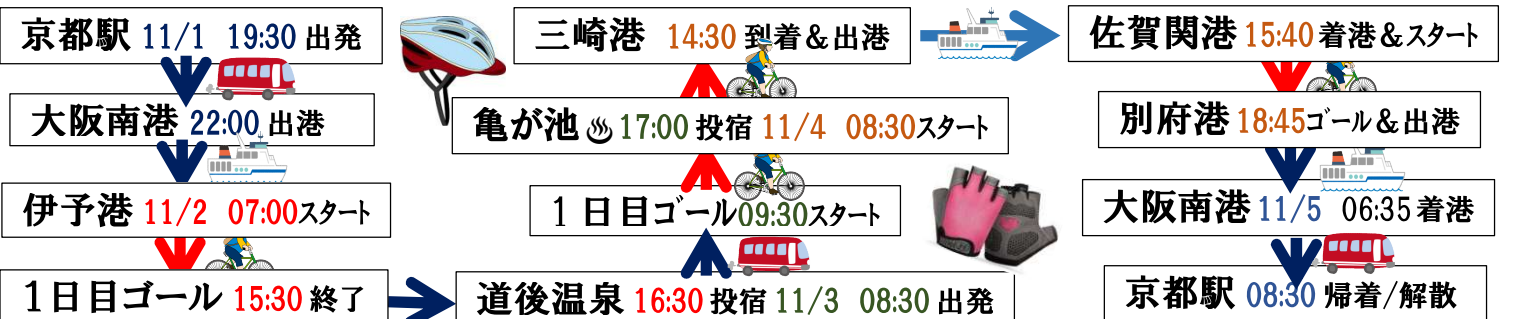 京都駅 11/1 19:30 出発
大阪南港 22:00 出港
伊予港 11/2 07:00スタート
1日目ゴール 15:30 終了
道後温泉 16:30 投宿 11/3 08:30 出発
1日目ゴール09:30スタート
亀が池♨17:00 投宿 11/4 08:30スタート
三崎港 14:30 到着&出港
佐賀関港 15:40 着港&スタート
別府港 18:45ゴール&出港
大阪南港 11/5 06:35 着港
京都駅 08:30 帰着/解散